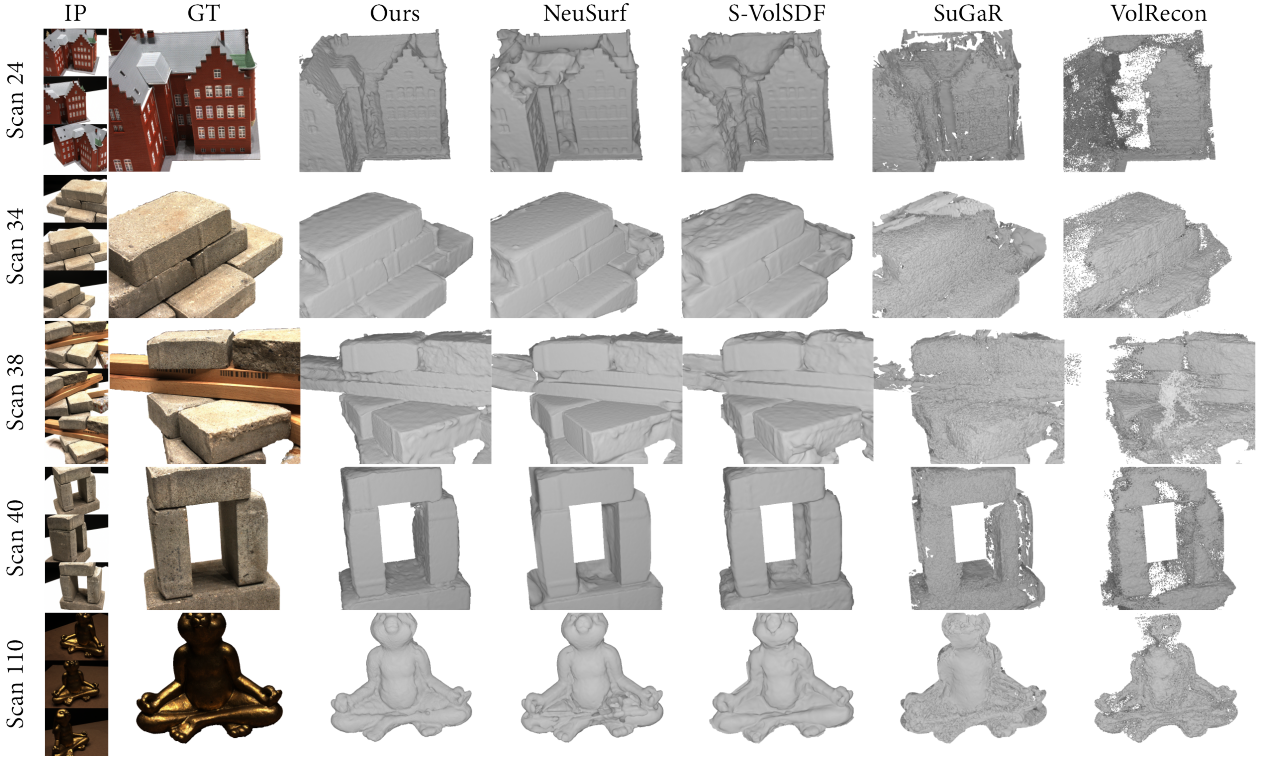 IP GT Ours NeuSurf S-VolSDF SuGaR VolRecon
Scan 24
Scan 34
Scan 38
Scan 40
Scan 110